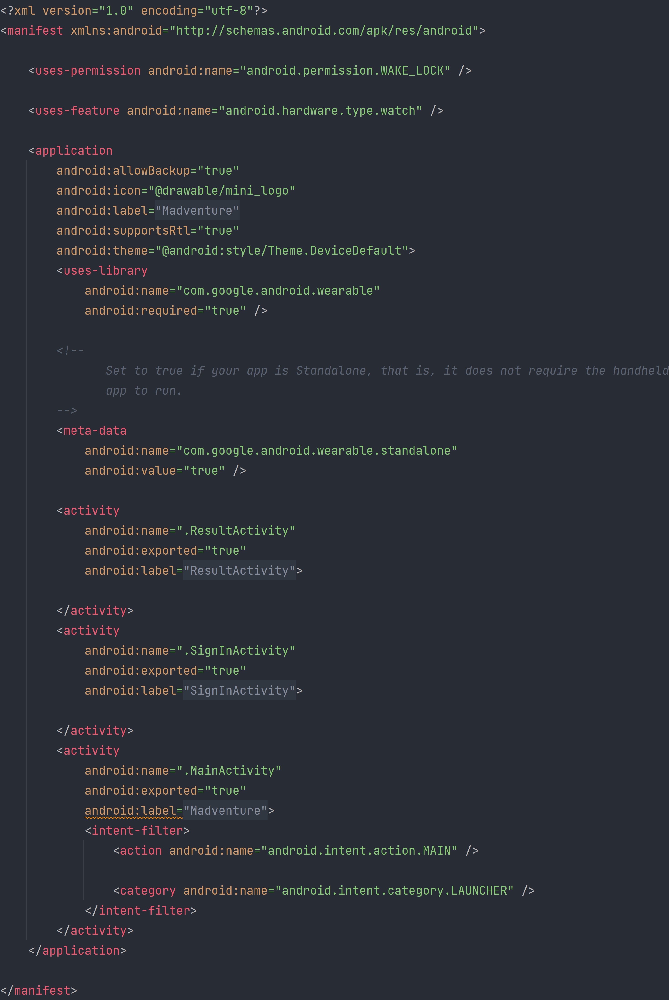 <?xml version="1.0" encoding="utf-8"?>
<manifest xmlns:android="http://schemas.android.com/apk/res/android">
<uses-permission android:name="android.permission.WAKE_LOCK" />
<uses-feature android:name="android.hardware.type.watch" />
<application
android:allowBackup="true"
android:icon="@drawable/mini_logo"
android:label="Madventure"
android:supportsRtl="true"
android:theme="@android:style/Theme.DeviceDefault">
<uses-library
android:name="com.google.android.wearable"
android:required="true" />
<!--
Set to true if your app is Standalone, that is, it does not require the handheld
app to run.
-->
<meta-data
android:name="com.google.android.wearable.standalone"
android:value="true" />
<activity
android:name=".ResultActivity"
android:exported="true"
android:label="ResultActivity">
</activity>
<activity
android:name=".SignInActivity"
android:exported="true"
android:label="SignInActivity">
</activity>
<activity
android:name=".MainActivity"
android:exported="true"
android:label="Madventure">
<intent-filter>
<action android:name="android.intent.action.MAIN" />
<category android:name="android.intent.category.LAUNCHER" />
</intent-filter>
</activity>
</application>
</manifest>